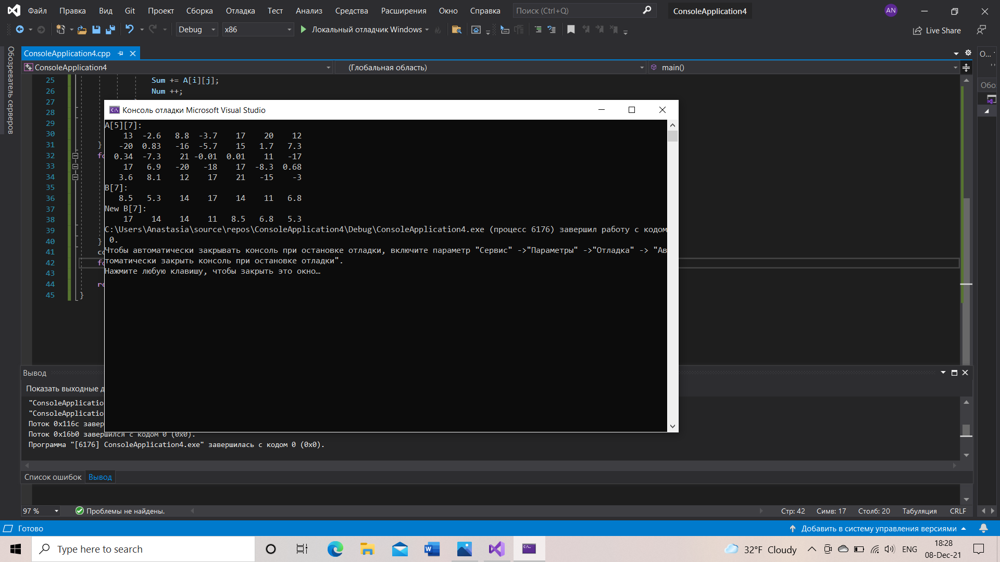 Файл Правка Вид Git Проект Сборка Отладка Тест Анализ Средства Расширения Окно Справка Поиск (Ctrl+Q) ConsoleApplication4 AN
Debug x86 Локальный отладчик Windows Live Share
Обозреватель серверов
ConsoleApplication4.cpp О...
ConsoleApplication4 (Глобальная область) main()
Обо
25 Sum += A[i][j];
26 Num ++;
27
28
29
30
31 }
32 fo
33
34
35
36
37
38
39
40 }
41 co
42 fo
43
44 re
45 }
Консоль отладки Microsoft Visual Studio
A[5][7]:
13 -2.6 8.8 -3.7 17 20 12
-20 0.83 -16 -5.7 15 1.7 7.3
0.34 -7.3 21 -0.01 0.01 11 -17
17 6.9 -20 -18 17 -8.3 0.68
3.6 8.1 12 17 21 -15 -3
B[7]:
8.5 5.3 14 17 14 11 6.8
New B[7]:
17 14 14 11 8.5 6.8 5.3
C:\Users\Anastasia\source\repos\ConsoleApplication4\Debug\ConsoleApplication4.exe (процесс 6176) завершил работу с кодом
0.
Чтобы автоматически закрывать консоль при остановке отладки, включите параметр "Сервис" ->"Параметры" ->"Отладка" -> "Ав
томатически закрыть консоль при остановке отладки".
Нажмите любую клавишу, чтобы закрыть это окно…
Вывод
Показать выходные д
"ConsoleApplicatio
"ConsoleApplicatio
Поток 0x116c завер
Поток 0x16b0 завершился с кодом 0 (0x0).
Программа "[6176] ConsoleApplication4.exe" завершилась с кодом 0 (0x0).
Список ошибок Вывод
97 % Проблемы не найдены. Стр: 42 Симв: 17 Столб: 20 Табуляция CRLF
Готово Добавить в систему управления версиями
Type here to search 32°F Cloudy ENG 18:28
08-Dec-21